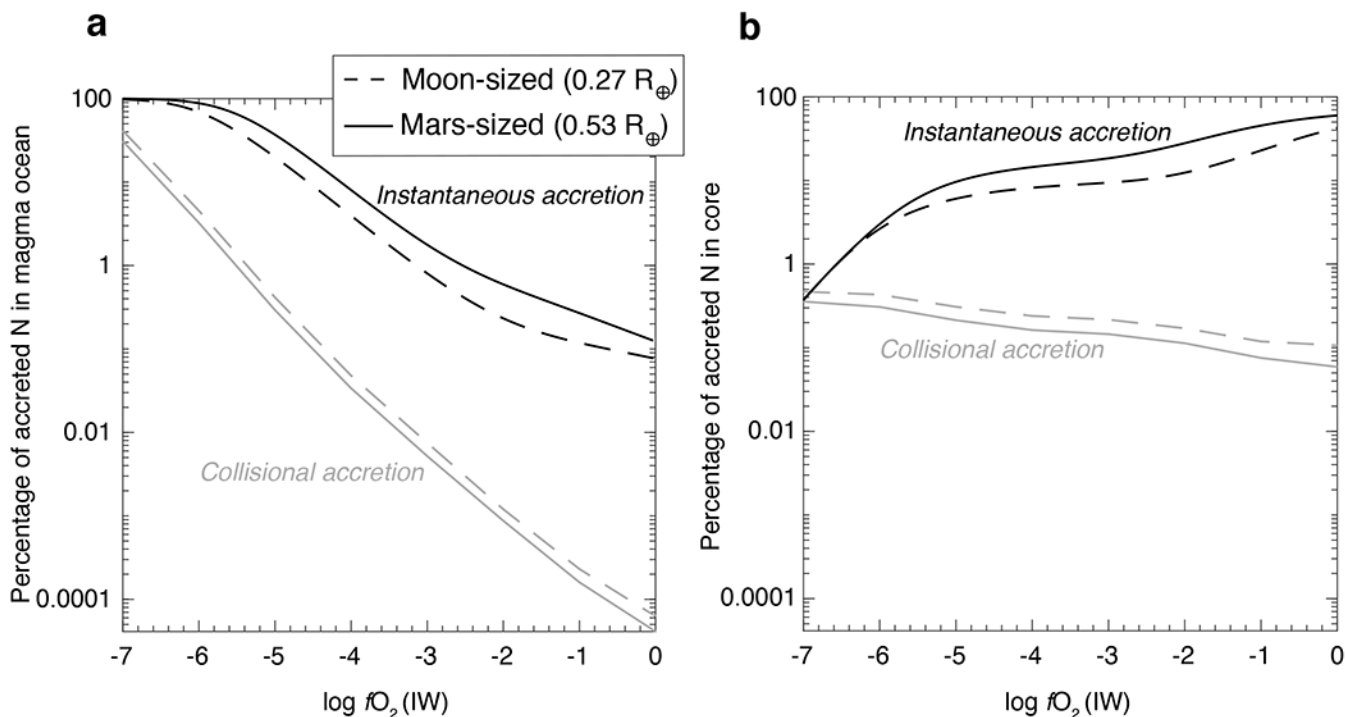 a
b
Moon-sized (0.27 R⊕)
Mars-sized (0.53 R⊕)
Percentage of accreted N in magma ocean
100
1
0.01
0.0001
Instantaneous accretion
Collisional accretion
-7 -6 -5 -4 -3 -2 -1 0
log fO₂ (IW)
Percentage of accreted N in core
100
1
0.01
0.0001
Instantaneous accretion
Collisional accretion
-7 -6 -5 -4 -3 -2 -1 0
log fO₂ (IW)